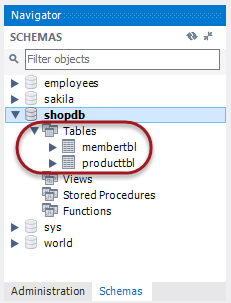 Navigator
SCHEMAS
Filter objects
employees
sakila
shopdb
Tables
membertbl
producttbl
Views
Stored Procedures
Functions
sys
world
Administration Schemas